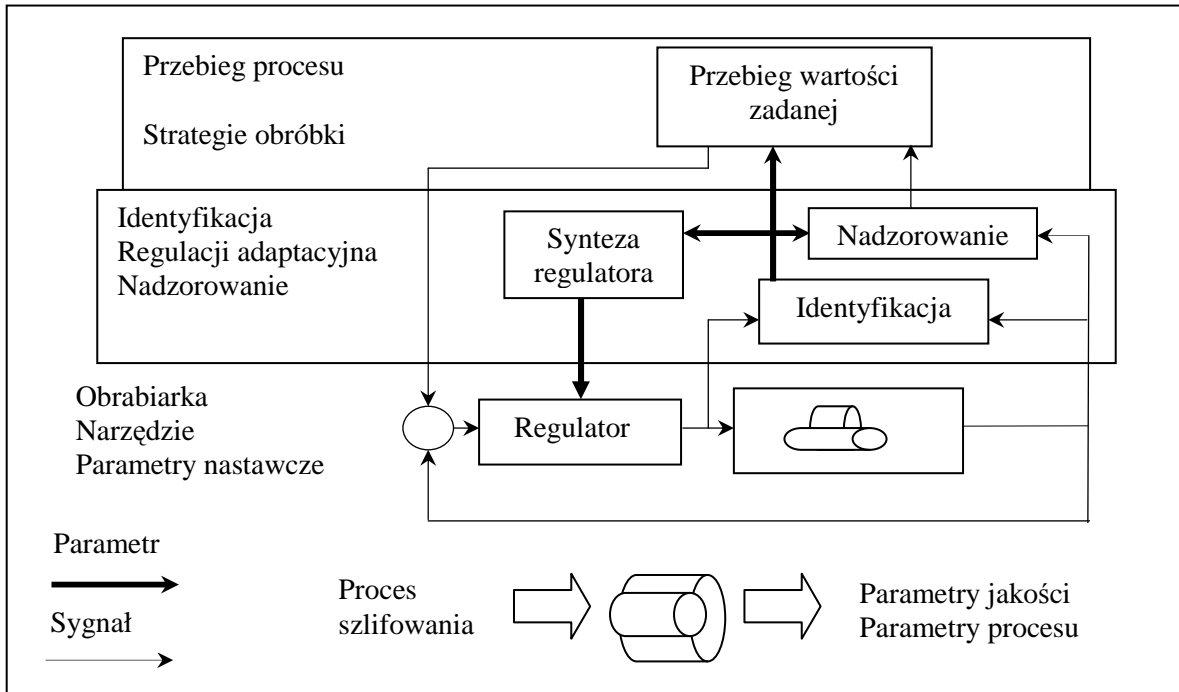 Przebieg procesu
Strategie obróbki
Przebieg wartości
zadanej
Identyfikacja
Regulacji adaptacyjna
Nadzorowanie
Synteza
regulatora
Nadzorowanie
Identyfikacja
Obrabiarka
Narzędzie
Parametry nastawcze
Regulator
Parametr
Sygnał
Proces
szlifowania
Parametry jakości
Parametry procesu